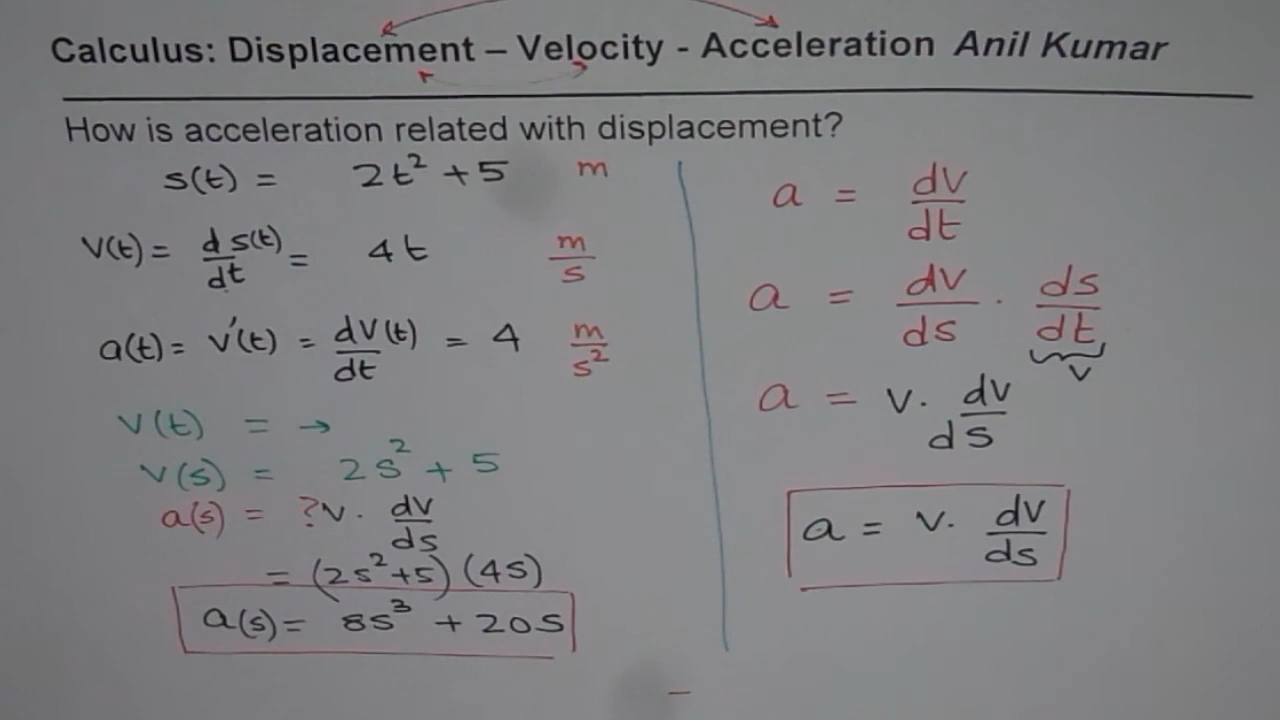 Calculus: Displacement – Velocity - Acceleration Anil Kumar
How is acceleration related with displacement?
s(t) = 2t² + 5 m
v(t) = d s(t)/dt = 4t m/s
a(t) = v'(t) = dv(t)/dt = 4 m/s²
v(t) = →
v(s) = 2s² + 5
a(s) = ? v. dv/ds
= (2s²+5) (4s)
a(s) = 8s³ + 20s
a = dv/dt
a = dv/ds . ds/dt
v
a = v. dv/ds
a = v. dv/ds